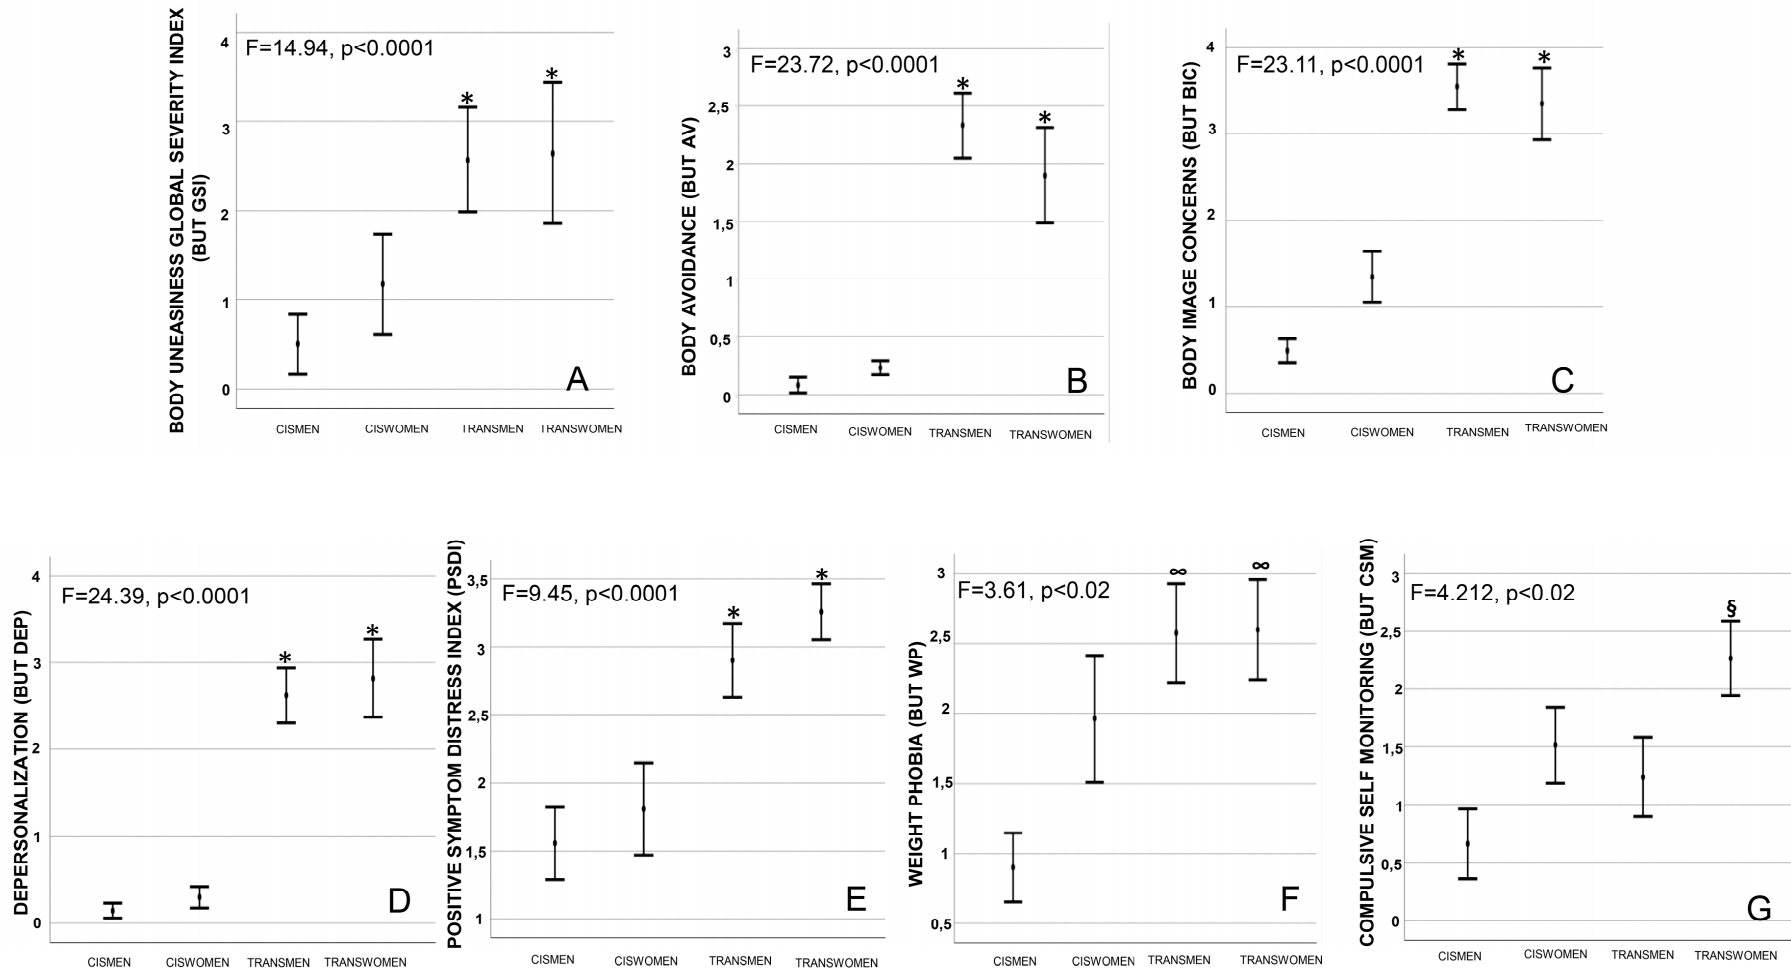 BODY UNEASINESS GLOBAL SEVERITY INDEX
(BUT GSI)
4
3
2
1
0
F=14.94, p<0.0001
*
*
A
CISMEN
CISWOMEN
TRANSMEN
TRANSWOMEN
BODY AVOIDANCE (BUT AV)
3
2,5
2
1,5
1
0,5
0
F=23.72, p<0.0001
*
*
B
CISMEN
CISWOMEN
TRANSMEN
TRANSWOMEN
BODY IMAGE CONCERNS (BUT BIC)
4
3
2
1
0
F=23.11, p<0.0001
*
*
C
CISMEN
CISWOMEN
TRANSMEN
TRANSWOMEN
DEPERSONALIZATION (BUT DEP)
4
3
2
1
0
F=24.39, p<0.0001
*
*
D
CISMEN
CISWOMEN
TRANSMEN
TRANSWOMEN
POSITIVE SYMPTOM DISTRESS INDEX (PSDI)
3,5
3
2,5
2
1,5
1
F=9.45, p<0.0001
*
*
E
CISMEN
CISWOMEN
TRANSMEN
TRANSWOMEN
WEIGHT PHOBIA (BUT WP)
3
2,5
2
1,5
1
0,5
F=3.61, p<0.02
∞
∞
F
CISMEN
CISWOMEN
TRANSMEN
TRANSWOMEN
COMPULSIVE SELF MONITORING (BUT CSM)
3
2,5
2
1,5
1
0,5
0
F=4.212, p<0.02
§
G
CISMEN
CISWOMEN
TRANSMEN
TRANSWOMEN